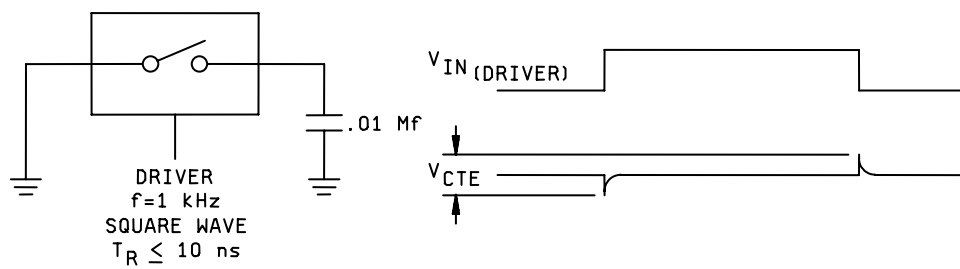 .01 Mf
DRIVER
f=1 KHz
SQUARE WAVE
TR ≤ 10 ns
VIN (DRIVER)
VCTE